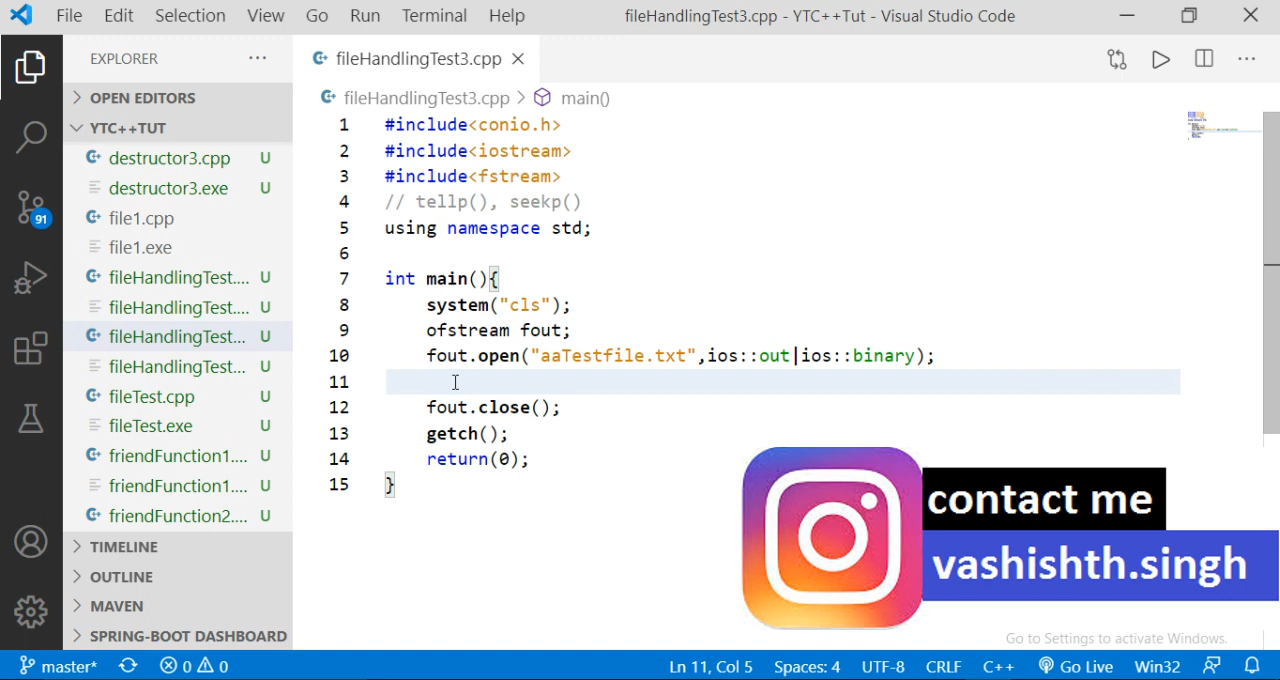 File Edit Selection View Go Run Terminal Help fileHandlingTest3.cpp - YTC++Tut - Visual Studio Code
EXPLORER ...
fileHandlingTest3.cpp
OPEN EDITORS
fileHandlingTest3.cpp > main()
YTC++TUT
destructor3.cpp U
destructor3.exe U
file1.cpp
file1.exe
fileHandlingTest.... U
fileHandlingTest.... U
fileHandlingTest.... U
fileHandlingTest.... U
fileTest.cpp U
fileTest.exe U
friendFunction1.... U
friendFunction1.... U
friendFunction2.... U
TIMELINE
OUTLINE
MAVEN
SPRING-BOOT DASHBOARD
91
1 #include<conio.h>
2 #include<iostream>
3 #include<fstream>
4 // tellp(), seekp()
5 using namespace std;
6
7 int main(){
8 system("cls");
9 ofstream fout;
10 fout.open("aaTestfile.txt",ios::out|ios::binary);
11
12 fout.close();
13 getch();
14 return(0);
15 }
contact me
vashishth.singh
Go to Settings to activate Windows.
master* 0 0 Ln 11, Col 5 Spaces: 4 UTF-8 CRLF C++ Go Live Win32